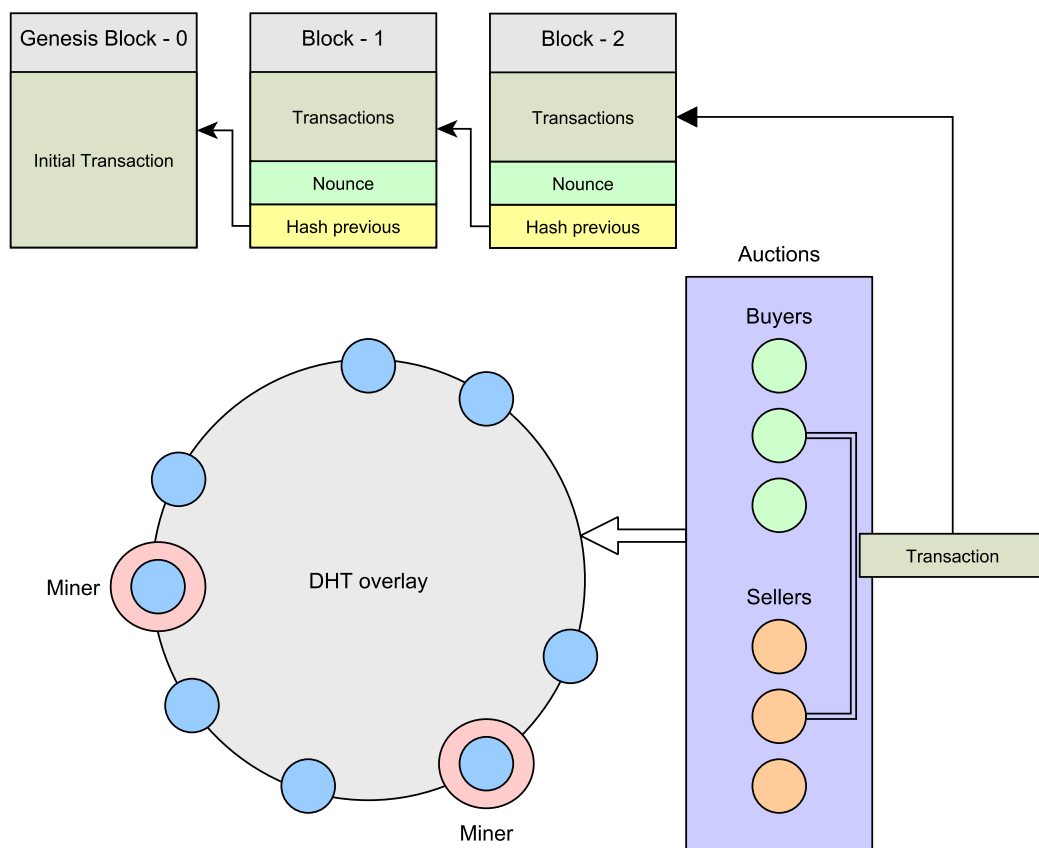 Genesis Block - 0
Block - 1
Block - 2
Initial Transaction
Transactions
Nounce
Hash previous
Transactions
Nounce
Hash previous
Auctions
Buyers
Sellers
Transaction
DHT overlay
Miner
Miner